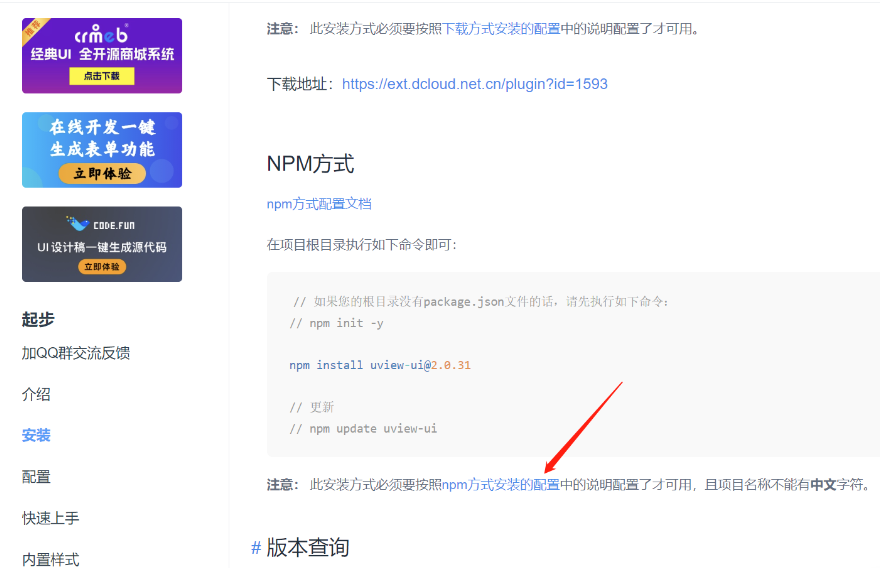 推荐
crmeb
经典UI 全开源商城系统
点击下载
在线开发一键
生成表单功能
立即体验
CODE.FUN
UI 设计稿一键生成源代码
立即体验
起步
加QQ群交流反馈
介绍
安装
配置
快速上手
内置样式
注意： 此安装方式必须要按照下载方式安装的配置中的说明配置了才可用。
下载地址：https://ext.dcloud.net.cn/plugin?id=1593
NPM方式
npm方式配置文档
在项目根目录执行如下命令即可：
// 如果您的根目录没有package.json文件的话，请先执行如下命令：
// npm init -y
npm install uview-ui@2.0.31
// 更新
// npm update uview-ui
注意： 此安装方式必须要按照npm方式安装的配置中的说明配置了才可用，且项目名称不能有中文字符。
# 版本查询